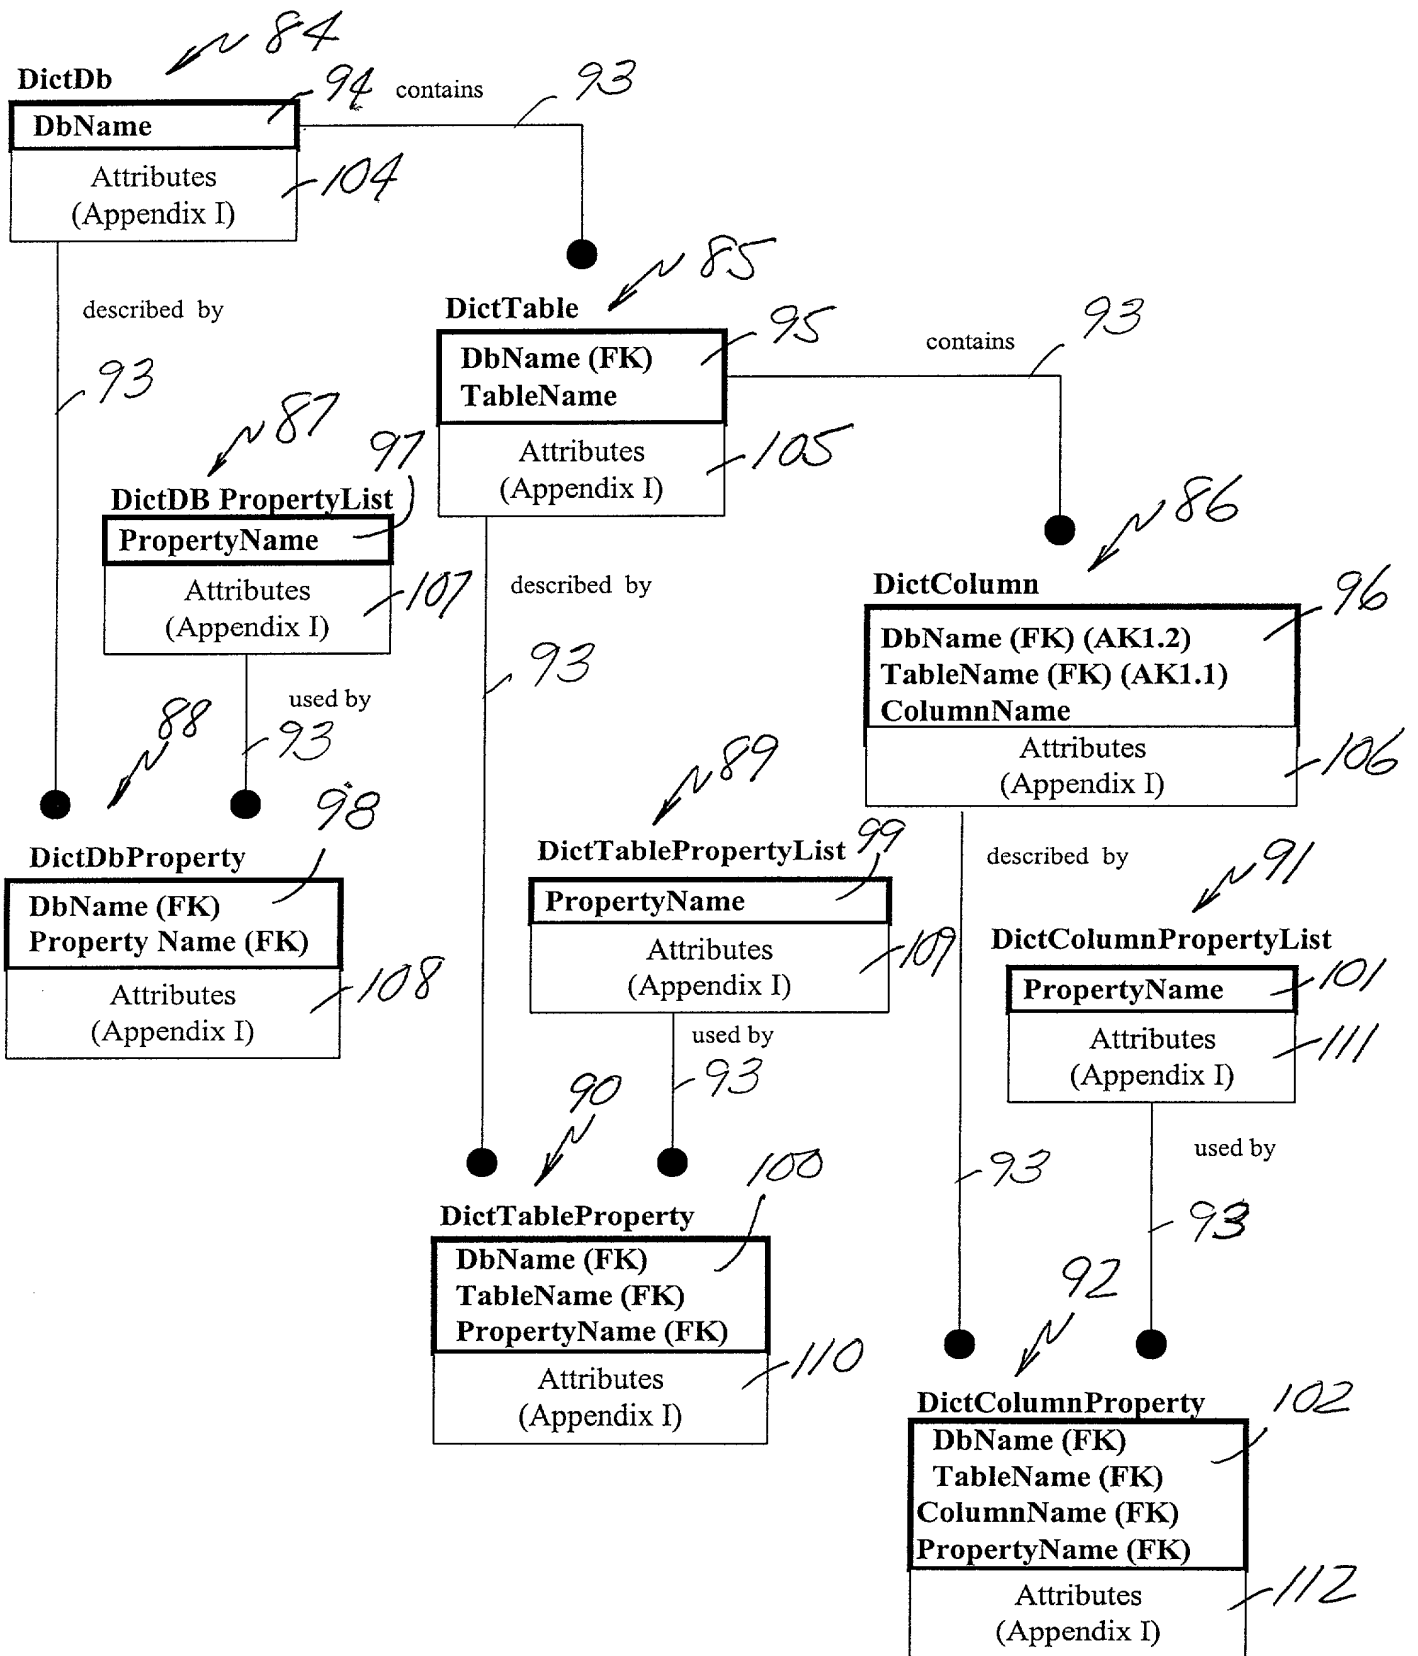 84
DictDb
94 contains 93
DbName
Attributes
(Appendix I)
104
described by
93
85
DictTable
95
DbName (FK)
TableName
contains 93
Attributes
(Appendix I)
105
87
97
DictDB PropertyList
PropertyName
Attributes
(Appendix I)
107
used by
93
described by
93
86
DictColumn
96
DbName (FK) (AK1.2)
TableName (FK) (AK1.1)
ColumnName
Attributes
(Appendix I)
106
88
98
DictDbProperty
DbName (FK)
Property Name (FK)
Attributes
(Appendix I)
108
89
DictTablePropertyList 99
PropertyName
Attributes
(Appendix I)
109
used by
93
described by
93
91
DictColumnPropertyList
PropertyName 101
Attributes
(Appendix I)
111
used by
93
90
100
DictTableProperty
DbName (FK)
TableName (FK)
PropertyName (FK)
Attributes
(Appendix I)
110
92
DictColumnProperty 102
DbName (FK)
TableName (FK)
ColumnName (FK)
PropertyName (FK)
Attributes
(Appendix I)
112